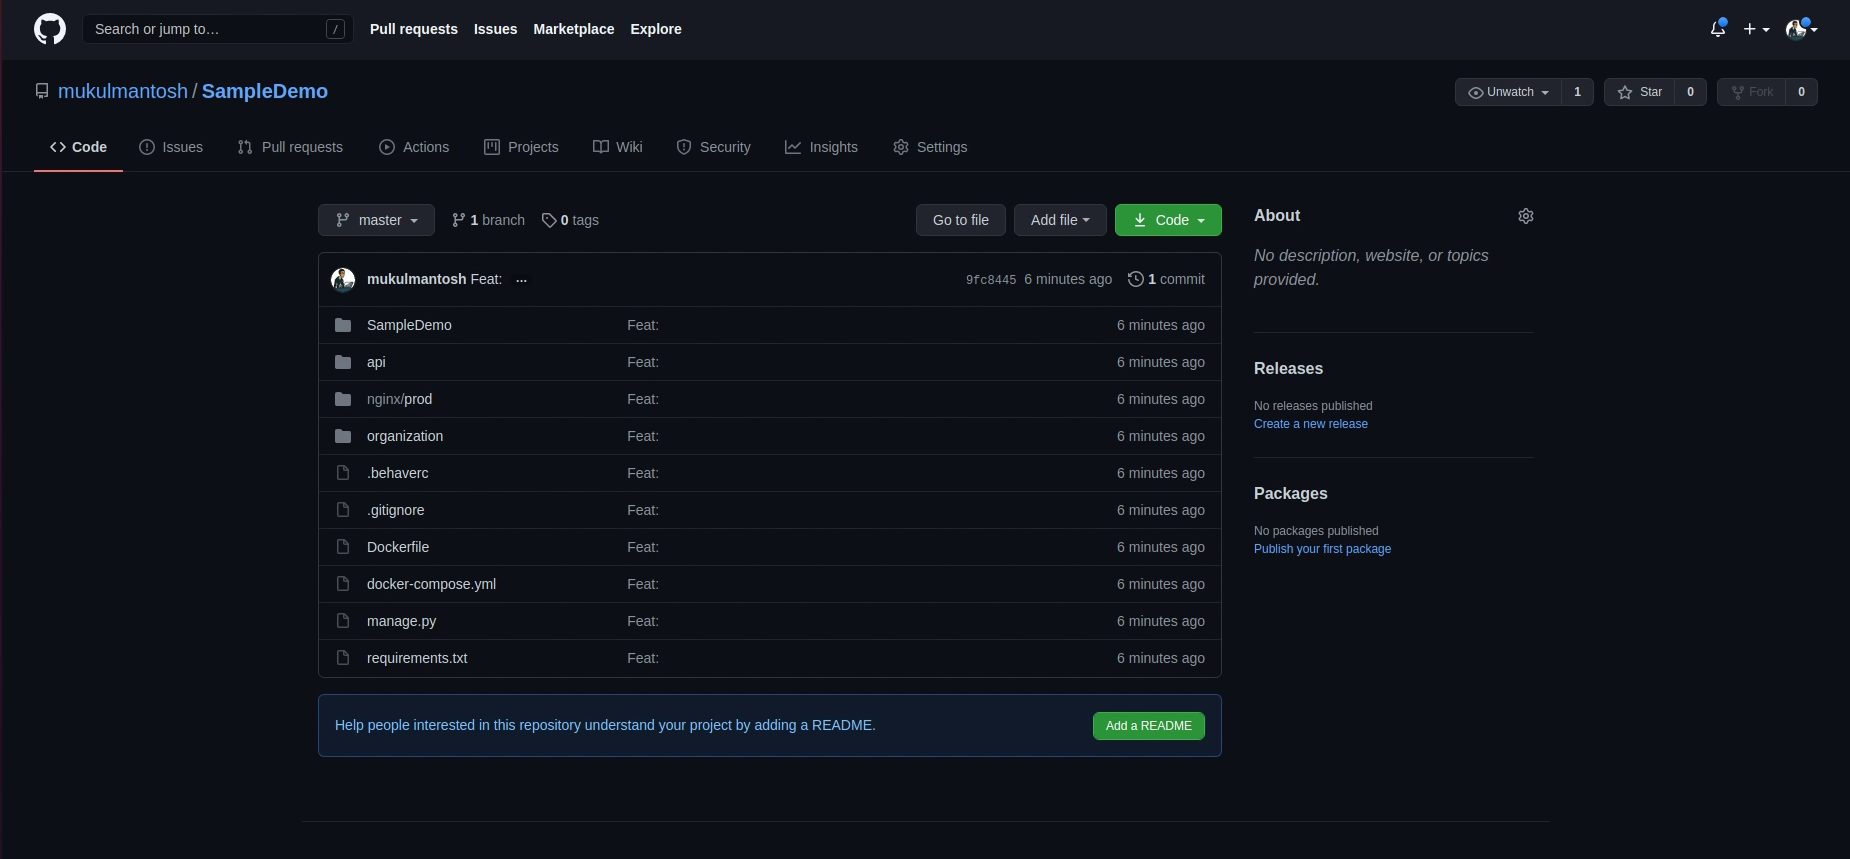 Search or jump to… / Pull requests Issues Marketplace Explore
mukulmantosh / SampleDemo Unwatch 1 Star 0 Fork 0
Code Issues Pull requests Actions Projects Wiki Security Insights Settings
master 1 branch 0 tags Go to file Add file Code
mukulmantosh Feat: … 9fc8445 6 minutes ago 1 commit
SampleDemo Feat: 6 minutes ago
api Feat: 6 minutes ago
nginx/prod Feat: 6 minutes ago
organization Feat: 6 minutes ago
.behaverc Feat: 6 minutes ago
.gitignore Feat: 6 minutes ago
Dockerfile Feat: 6 minutes ago
docker-compose.yml Feat: 6 minutes ago
manage.py Feat: 6 minutes ago
requirements.txt Feat: 6 minutes ago
Help people interested in this repository understand your project by adding a README. Add a README
About
No description, website, or topics
provided.
Releases
No releases published
Create a new release
Packages
No packages published
Publish your first package